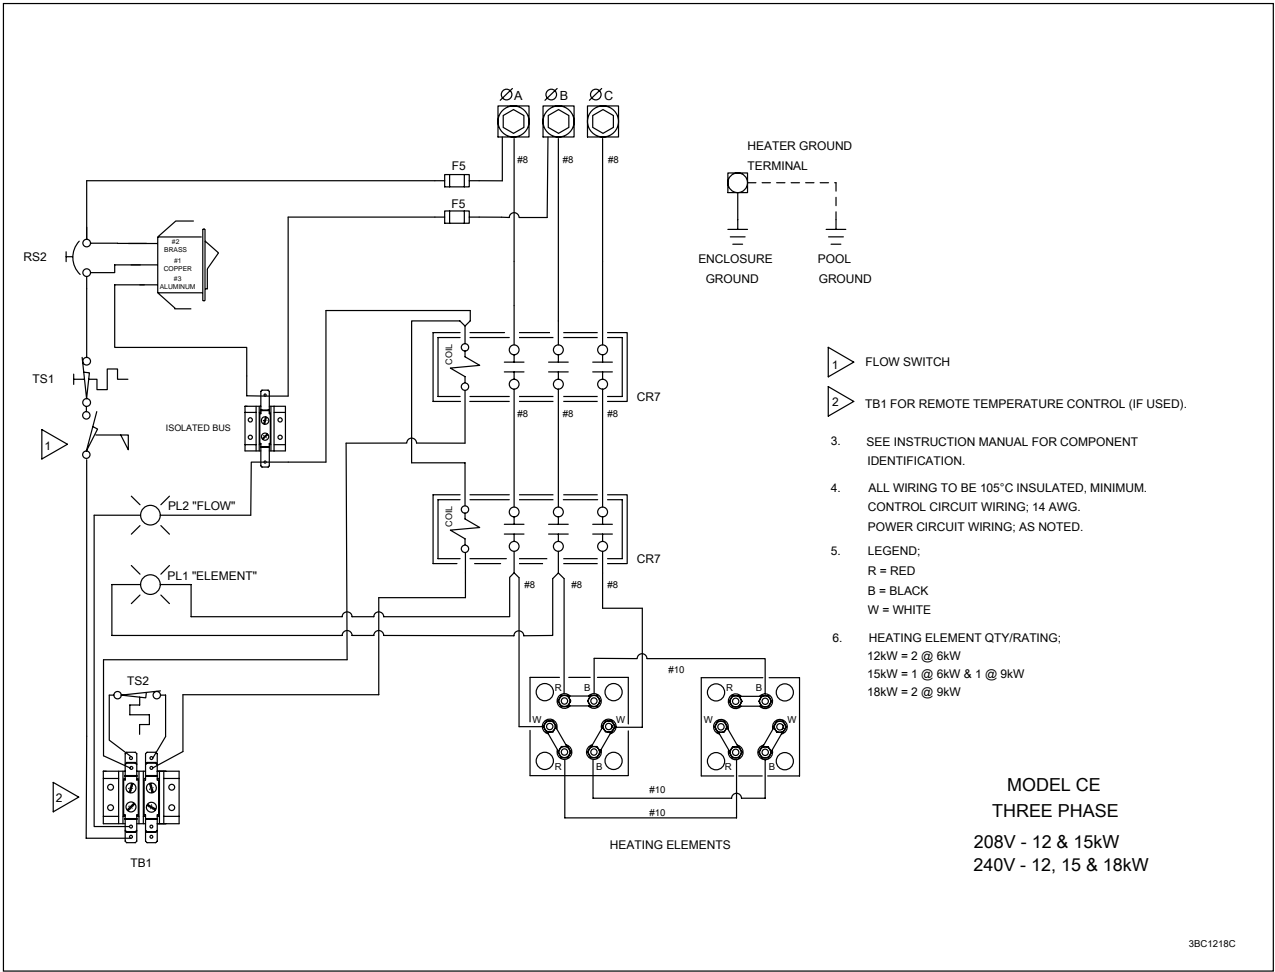 ØA ØB ØC
#8 #8 #8
F5
F5
HEATER GROUND
TERMINAL
ENCLOSURE
GROUND
POOL
GROUND
RS2
#2
BRASS
#1
COPPER
#3
ALUMINUM
TS1
1
ISOLATED BUS
COIL
CR7
#8 #8 #8
PL2 "FLOW"
COIL
CR7
PL1 "ELEMENT"
#8 #8 #8
1 FLOW SWITCH
2 TB1 FOR REMOTE TEMPERATURE CONTROL (IF USED).
3. SEE INSTRUCTION MANUAL FOR COMPONENT
IDENTIFICATION.
4. ALL WIRING TO BE 105°C INSULATED, MINIMUM.
CONTROL CIRCUIT WIRING; 14 AWG.
POWER CIRCUIT WIRING; AS NOTED.
5. LEGEND;
R = RED
B = BLACK
W = WHITE
6. HEATING ELEMENT QTY/RATING;
12kW = 2 @ 6kW
15kW = 1 @ 6kW & 1 @ 9kW
18kW = 2 @ 9kW
TS2
2
TB1
#10
R B
W W
R B
R B
W W
R B
#10
#10
HEATING ELEMENTS
MODEL CE
THREE PHASE
208V - 12 & 15kW
240V - 12, 15 & 18kW
3BC1218C